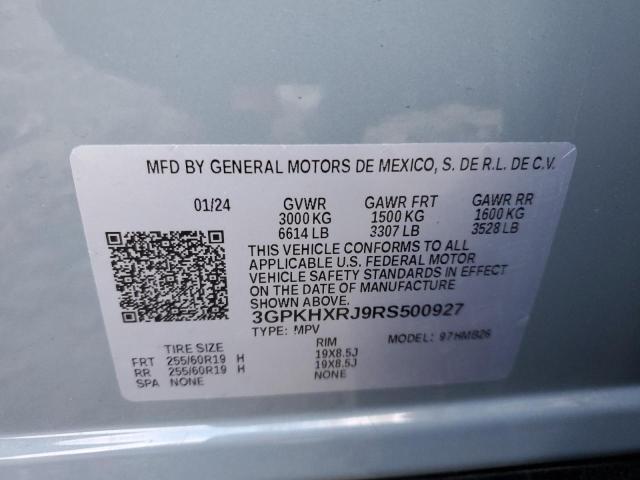 MFD BY GENERAL MOTORS DE MEXICO, S. DE R.L. DE C.V.
01/24 GVWR GAWR FRT GAWR RR
3000 KG 1500 KG 1600 KG
6614 LB 3307 LB 3528 LB
THIS VEHICLE CONFORMS TO ALL
APPLICABLE U.S. FEDERAL MOTOR
VEHICLE SAFETY STANDARDS IN EFFECT
ON THE DATE OF MANUFACTURE
SHOWN ABOVE.
3GPKHXRJ9RS500927
TYPE: MPV MODEL: 97HMB26
TIRE SIZE RIM
FRT 255/60R19 H 19X8.5J
RR 255/60R19 H 19X8.5J
SPA NONE NONE